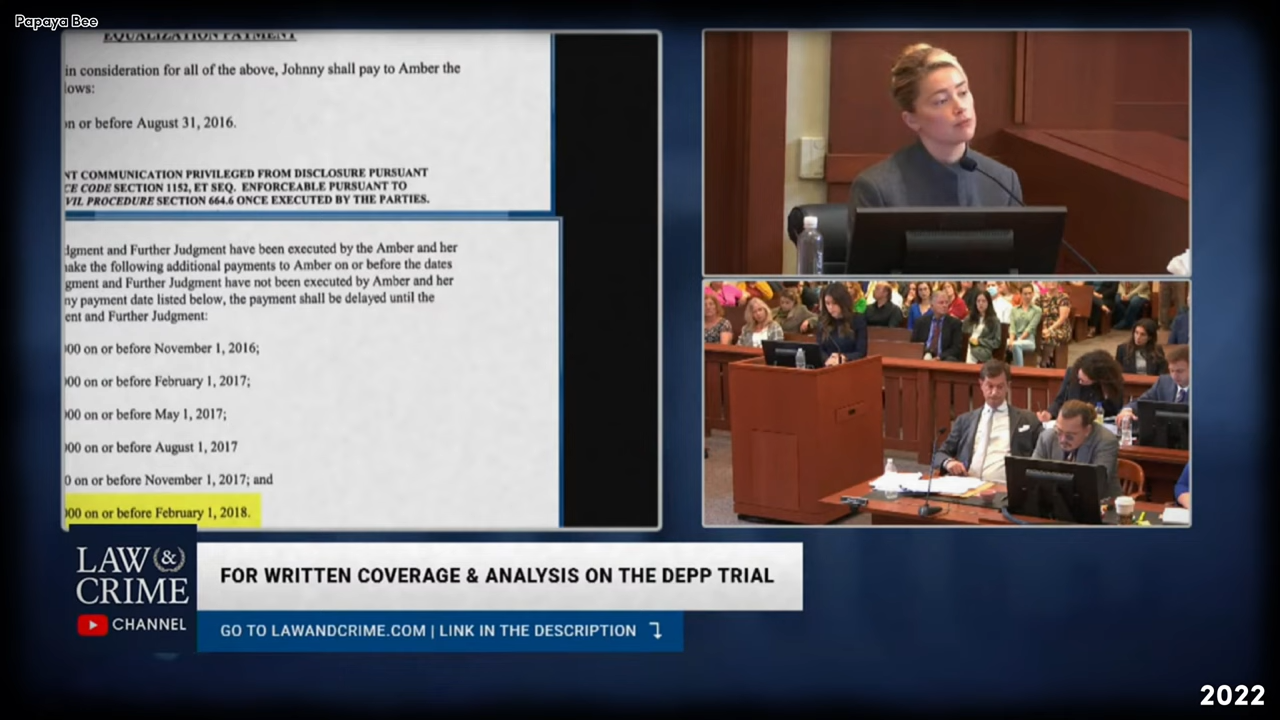 Papaya Bee
EQUALIZATION PAYMENT
in consideration for all of the above, Johnny shall pay to Amber the
ows:
on or before August 31, 2016.
NT COMMUNICATION PRIVILEGED FROM DISCLOSURE PURSUANT
CE CODE SECTION 1152, ET SEQ. ENFORCEABLE PURSUANT TO
VIL PROCEDURE SECTION 664.6 ONCE EXECUTED BY THE PARTIES.
dgment and Further Judgment have been executed by the Amber and her
ake the following additional payments to Amber on or before the dates
gment and Further Judgment have not been executed by Amber and her
ny payment date listed below, the payment shall be delayed until the
ent and Further Judgment:
00 on or before November 1, 2016;
00 on or before February 1, 2017;
00 on or before May 1, 2017;
00 on or before August 1, 2017
0 on or before November 1, 2017; and
00 on or before February 1, 2018.
LAW &
CRIME
CHANNEL
FOR WRITTEN COVERAGE & ANALYSIS ON THE DEPP TRIAL
GO TO LAWANDCRIME.COM | LINK IN THE DESCRIPTION
2022